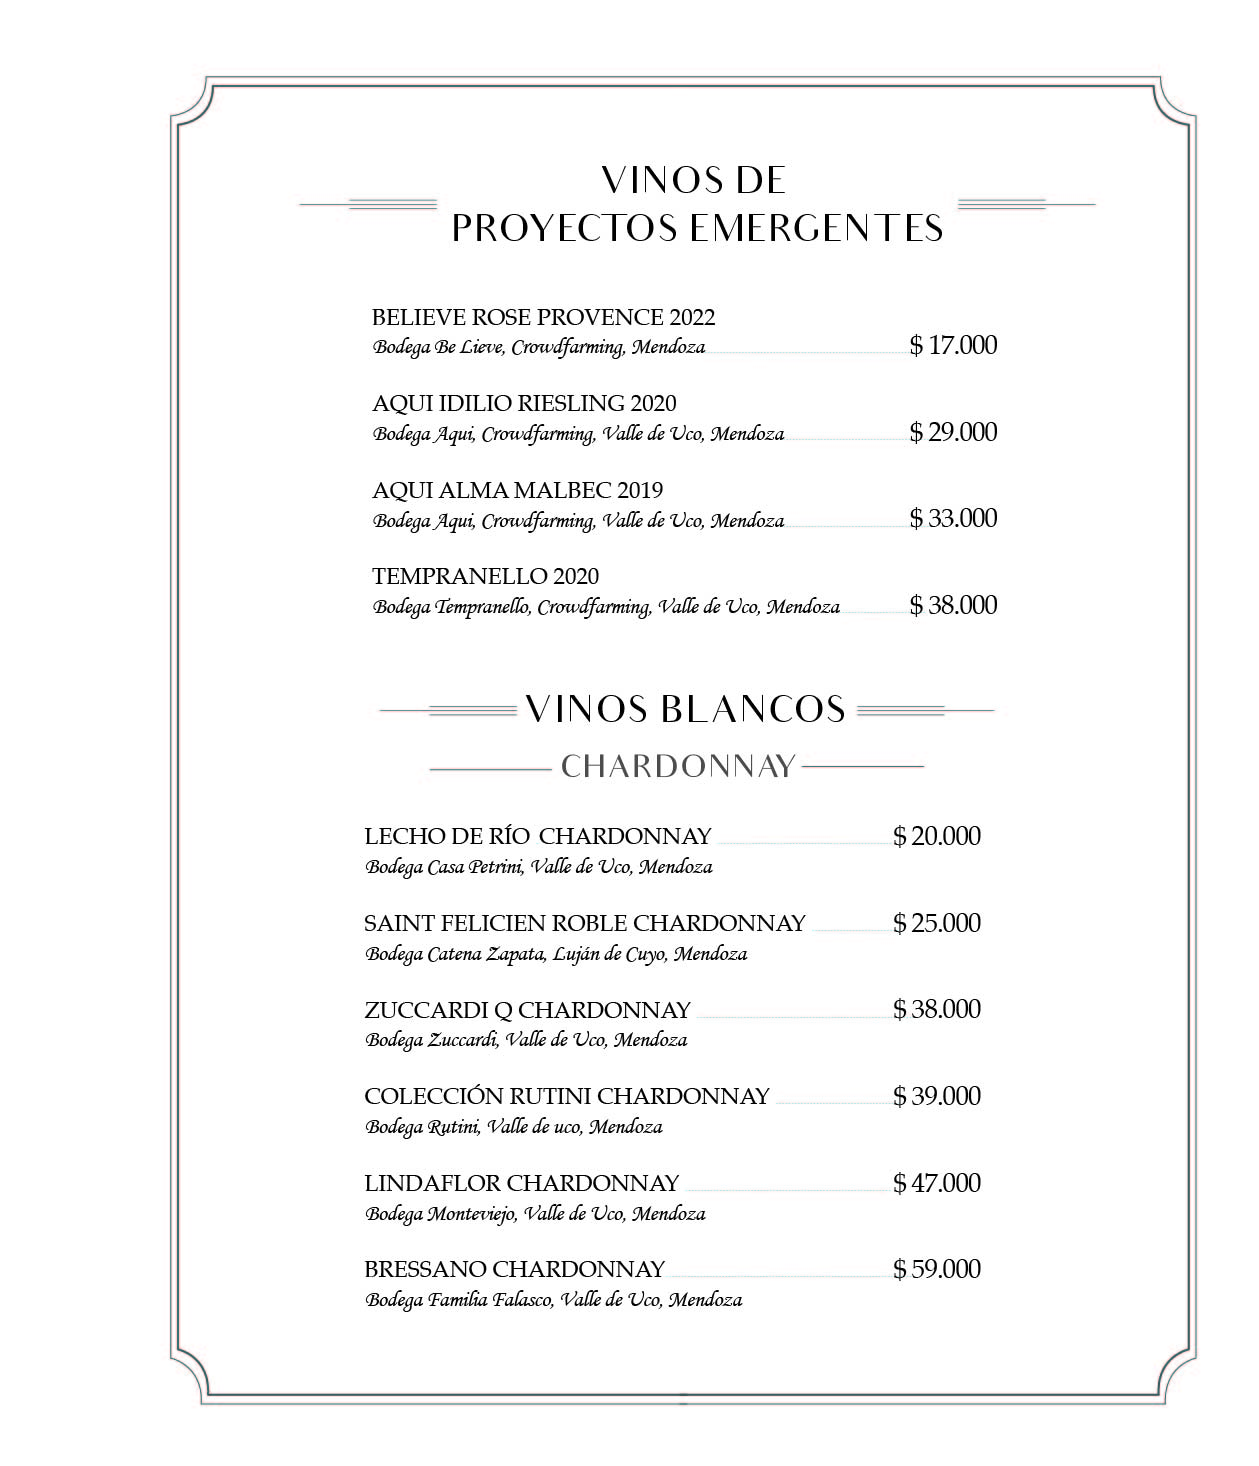 VINOS DE
PROYECTOS EMERGENTES
BELIEVE ROSE PROVENCE 2022
Bodega Be Lieve, Crowdfarming, Mendoza $ 17.000
AQUI IDILIO RIESLING 2020
Bodega Aqui, Crowdfarming, Valle de Uco, Mendoza $ 29.000
AQUI ALMA MALBEC 2019
Bodega Aqui, Crowdfarming, Valle de Uco, Mendoza $ 33.000
TEMPRANELLO 2020
Bodega Tempranello, Crowdfarming, Valle de Uco, Mendoza $ 38.000
VINOS BLANCOS
CHARDONNAY
LECHO DE RÍO CHARDONNAY $ 20.000
Bodega Casa Petrini, Valle de Uco, Mendoza
SAINT FELICIEN ROBLE CHARDONNAY $ 25.000
Bodega Catena Zapata, Luján de Cuyo, Mendoza
ZUCCARDI Q CHARDONNAY $ 38.000
Bodega Zuccardi, Valle de Uco, Mendoza
COLECCIÓN RUTINI CHARDONNAY $ 39.000
Bodega Rutini, Valle de uco, Mendoza
LINDAFLOR CHARDONNAY $ 47.000
Bodega Monteviejo, Valle de Uco, Mendoza
BRESSANO CHARDONNAY $ 59.000
Bodega Familia Falasco, Valle de Uco, Mendoza